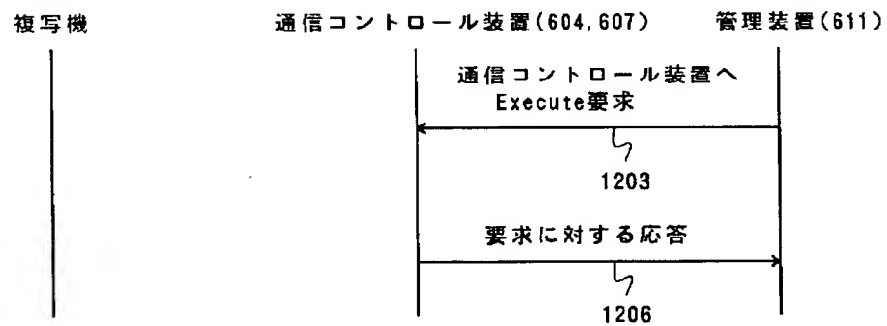 複写機
通信コントロール装置(604,607)
管理装置(611)
通信コントロール装置へ
Execute要求
1203
要求に対する応答
1206